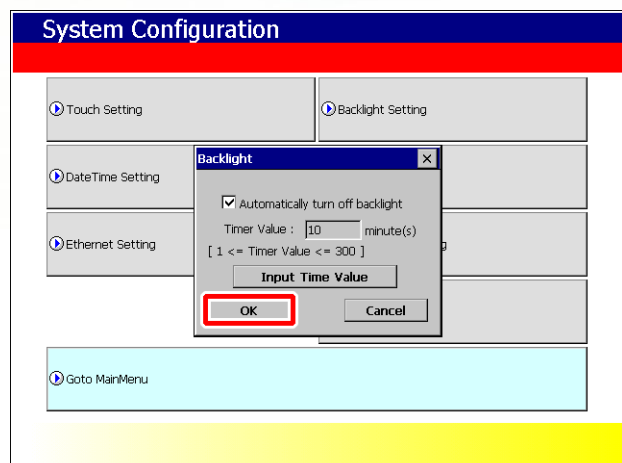 System Configuration
Touch Setting
Backlight Setting
DateTime Setting
Ethernet Setting
Backlight
Automatically turn off backlight
Timer Value : 10 minute(s)
[ 1 <= Timer Value <= 300 ]
Input Time Value
OK Cancel
Goto MainMenu